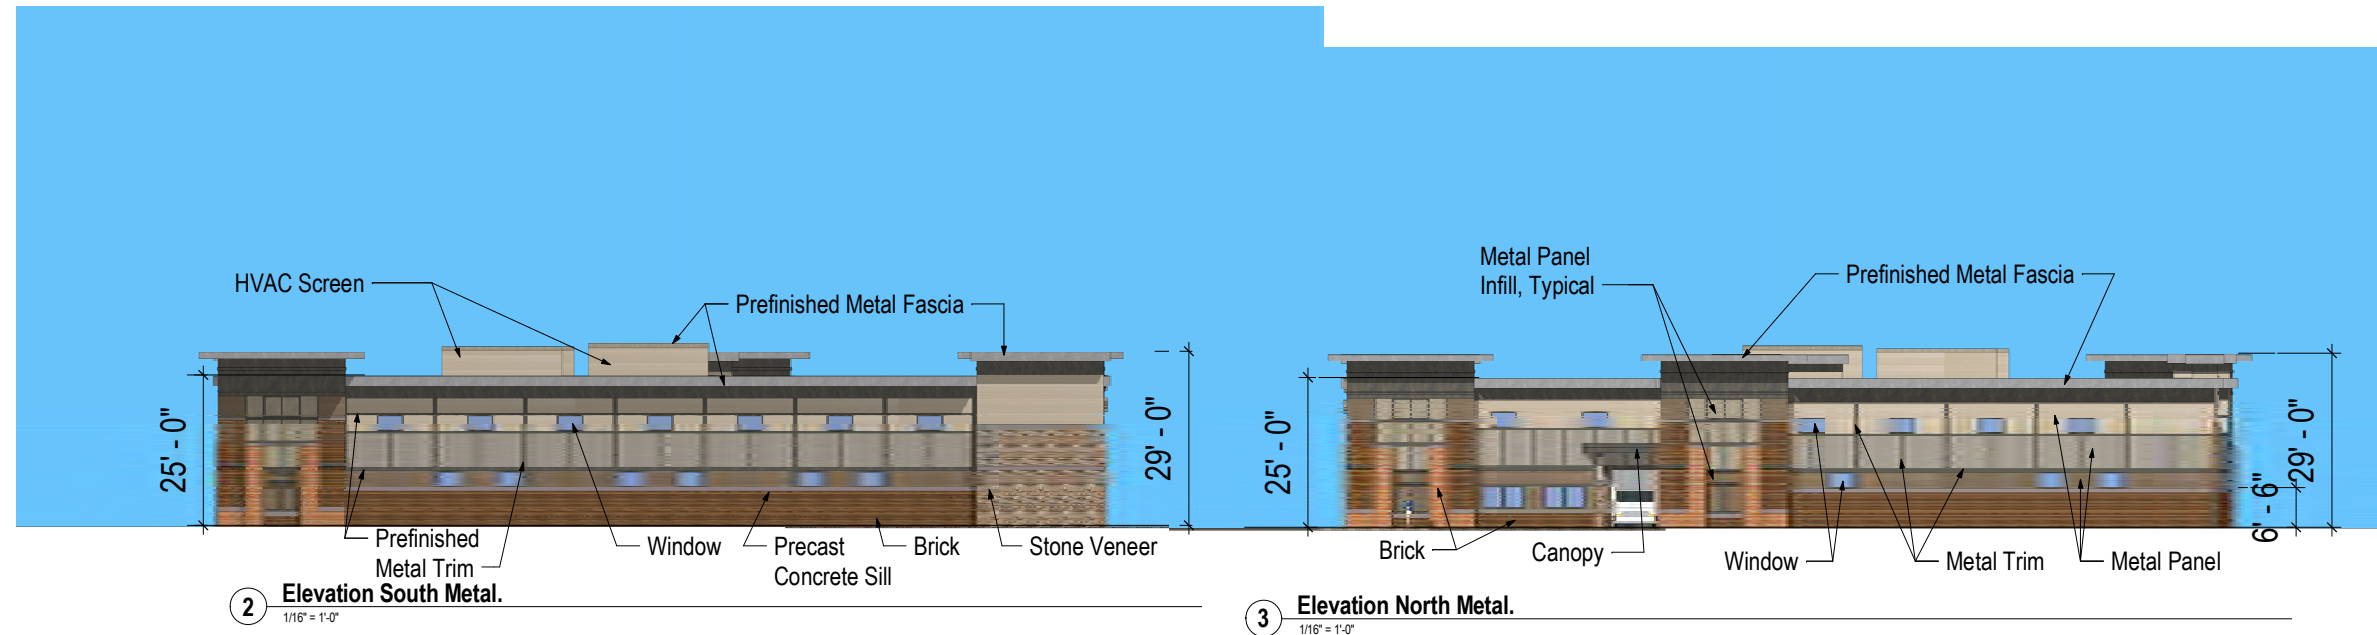 HVAC Screen
Prefinished Metal Fascia
25' - 0"
29' - 0"
Prefinished
Metal Trim
Window
Precast
Concrete Sill
Brick
Stone Veneer
2
Elevation South Metal.
1/16" = 1'-0"
Metal Panel
Infill, Typical
Prefinished Metal Fascia
25' - 0"
29' - 0"
6' - 6"
Brick
Canopy
Window
Metal Trim
Metal Panel
3
Elevation North Metal.
1/16" = 1'-0"